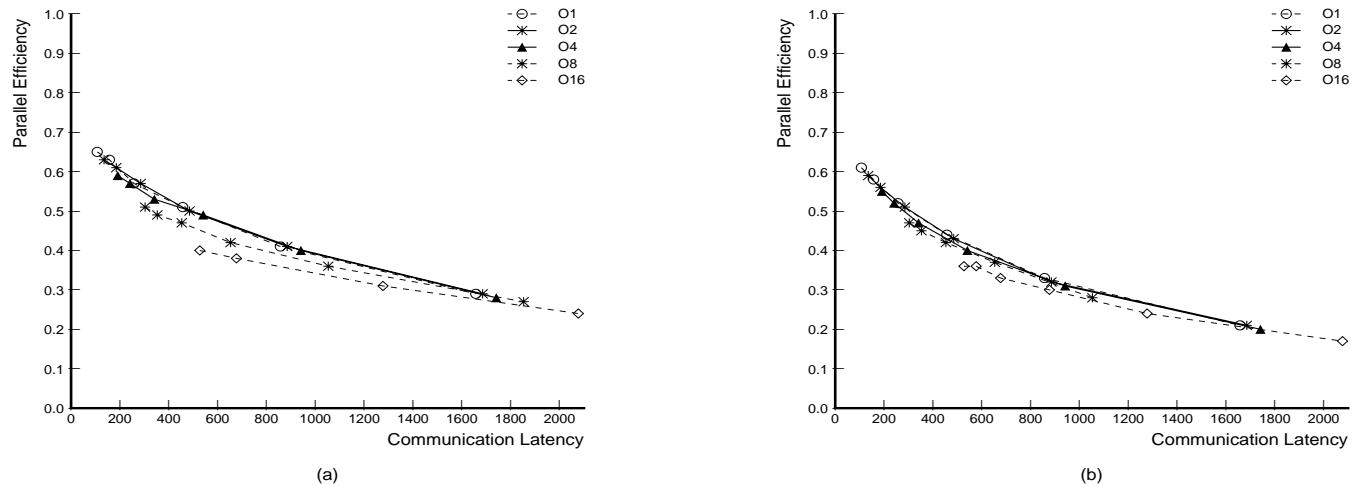 1.0
0.9
0.8
0.7
0.6
0.5
0.4
0.3
0.2
0.1
0.0
Parallel Efficiency
0 200 400 600 800 1000 1200 1400 1600 1800 2000
Communication Latency
O1
O2
O4
O8
O16
(a)
1.0
0.9
0.8
0.7
0.6
0.5
0.4
0.3
0.2
0.1
0.0
Parallel Efficiency
0 200 400 600 800 1000 1200 1400 1600 1800 2000
Communication Latency
O1
O2
O4
O8
O16
(b)